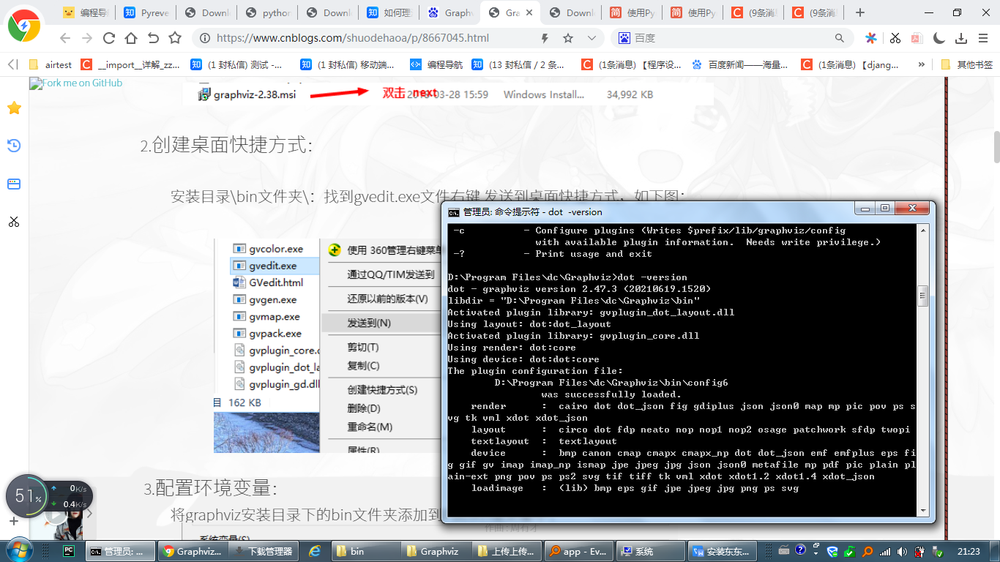 编程导
Pyreve
Downl
python
Downl
如何理
Graphv
Gra
Downl
使用Py
使用Py
(9条消
(9条消
https://www.cnblogs.com/shuodehaoa/p/8667045.html
百度
airtest
__import__详解_zz...
(1 封私信) 测试 -...
(1 封私信) 移动端...
编程导航
(13 封私信 / 2 条...
(1条消息) 【程序设...
百度新闻——海量...
(1条消息) 【djang...
其他书签
Fork me on GitHub
graphviz-2.38.msi
双击 next
03-28 15:59
Windows Install...
34,992 KB
2.创建桌面快捷方式：
安装目录\bin文件夹\：找到gvedit.exe文件右键 发送到桌面快捷方式，如下图：
gvcolor.exe
gvedit.exe
GVedit.html
gvgen.exe
gvmap.exe
gvpack.exe
gvplugin_core.d
gvplugin_dot_la
gvplugin_gd.dll
162 KB
使用 360管理右键菜单
通过QQ/TIM发送到
还原以前的版本(V)
发送到(N)
剪切(T)
复制(C)
创建快捷方式(S)
删除(D)
重命名(M)
属性(R)
管理员: 命令提示符 - dot  -version
-c          - Configure plugins (Writes $prefix/lib/graphviz/config
with available plugin information.  Needs write privilege.)
-?          - Print usage and exit
D:\Program Files\dc\Graphviz>dot -version
dot - graphviz version 2.47.3 (20210619.1520)
libdir = "D:\Program Files\dc\Graphviz\bin"
Activated plugin library: gvplugin_dot_layout.dll
Using layout: dot:dot_layout
Activated plugin library: gvplugin_core.dll
Using render: dot:core
Using device: dot:dot:core
The plugin configuration file:
D:\Program Files\dc\Graphviz\bin\config6
was successfully loaded.
render      :  cairo dot dot_json fig gdiplus json json0 map mp pic pov ps s
vg tk vml xdot xdot_json
layout      :  circo dot fdp neato nop nop1 nop2 osage patchwork sfdp twopi
textlayout  :  textlayout
device      :  bmp canon cmap cmapx cmapx_np dot dot_json emf emfplus eps fi
g gif gv imap imap_np ismap jpe jpeg jpg json json0 metafile mp pdf pic plain pl
ain-ext png pov ps ps2 svg tif tiff tk vml xdot xdot1.2 xdot1.4 xdot_json
loadimage   :  (lib) bmp eps gif jpe jpeg jpg png ps svg
3.配置环境变量：
将graphviz安装目录下的bin文件夹添加到
系统变量(S)
51%
0K/s
0.4K/s
PC
管理员: ...
Graphviz...
下载管理器
bin
Graphviz
上传上传...
app - Ev...
系统
安装东东...
21:23